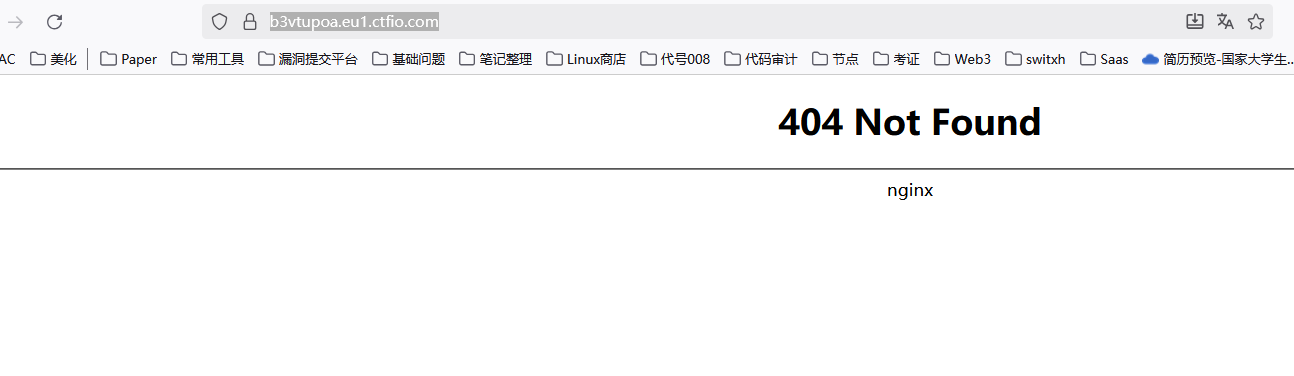 b3vtupoa.eu1.ctfio.com
AC 美化 Paper 常用工具 漏洞提交平台 基础问题 笔记整理 Linux商店 代号008 代码审计 节点 考证 Web3 switxh Saas 简历预览-国家大学生...
404 Not Found
nginx